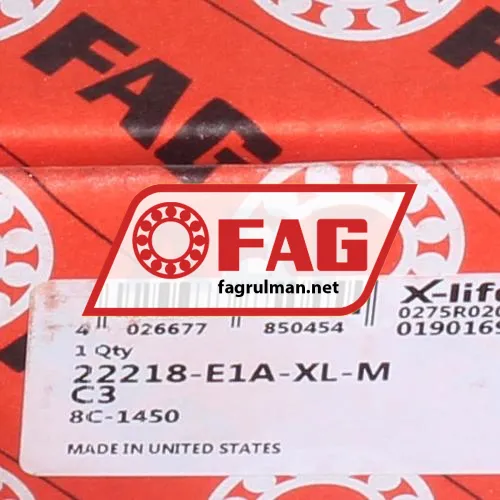 FAG
FAG
fagrulman.net
X-life
4 026677 850454
0275R020
019016
1 Qty
22218-E1A-XL-M
C3
8C-1450
MADE IN UNITED STATES